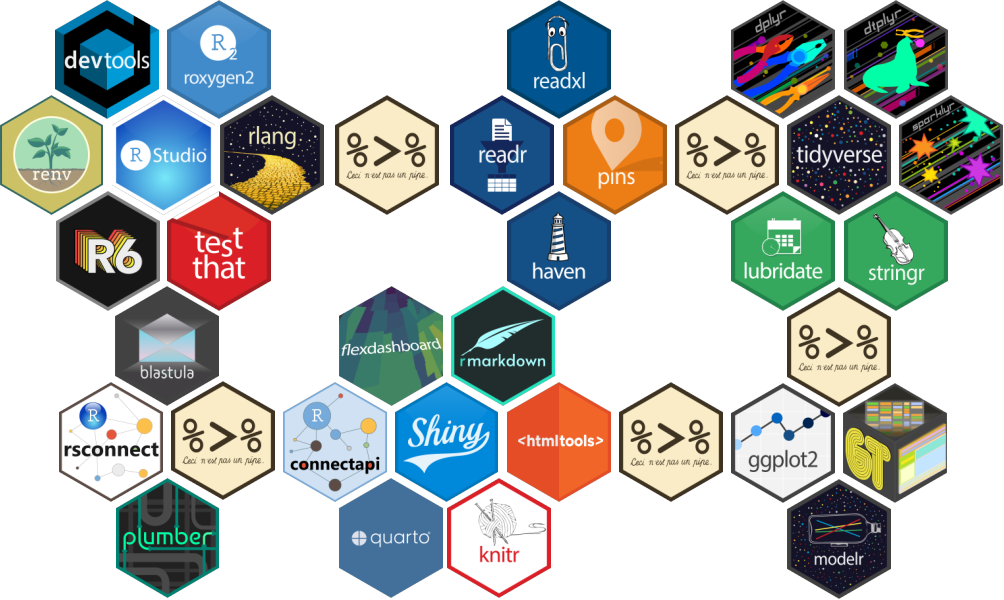 devtools
R
2
roxygen2
readxl
dplyr
dtplyr
renv
R Studio
rlang
%>%
Ceci n'est pas un pipe.
readr
pins
%>%
Ceci n'est pas un pipe.
tidyverse
sparklyr
R6
test
that
haven
lubridate
stringr
blastula
flexdashboard
rmarkdown
%>%
Ceci n'est pas un pipe.
R
rsconnect
%>%
Ceci n'est pas un pipe.
R
connectapi
Shiny
<htmltools>
%>%
Ceci n'est pas un pipe.
ggplot2
GT
plumber
quarto
knitr
modelr